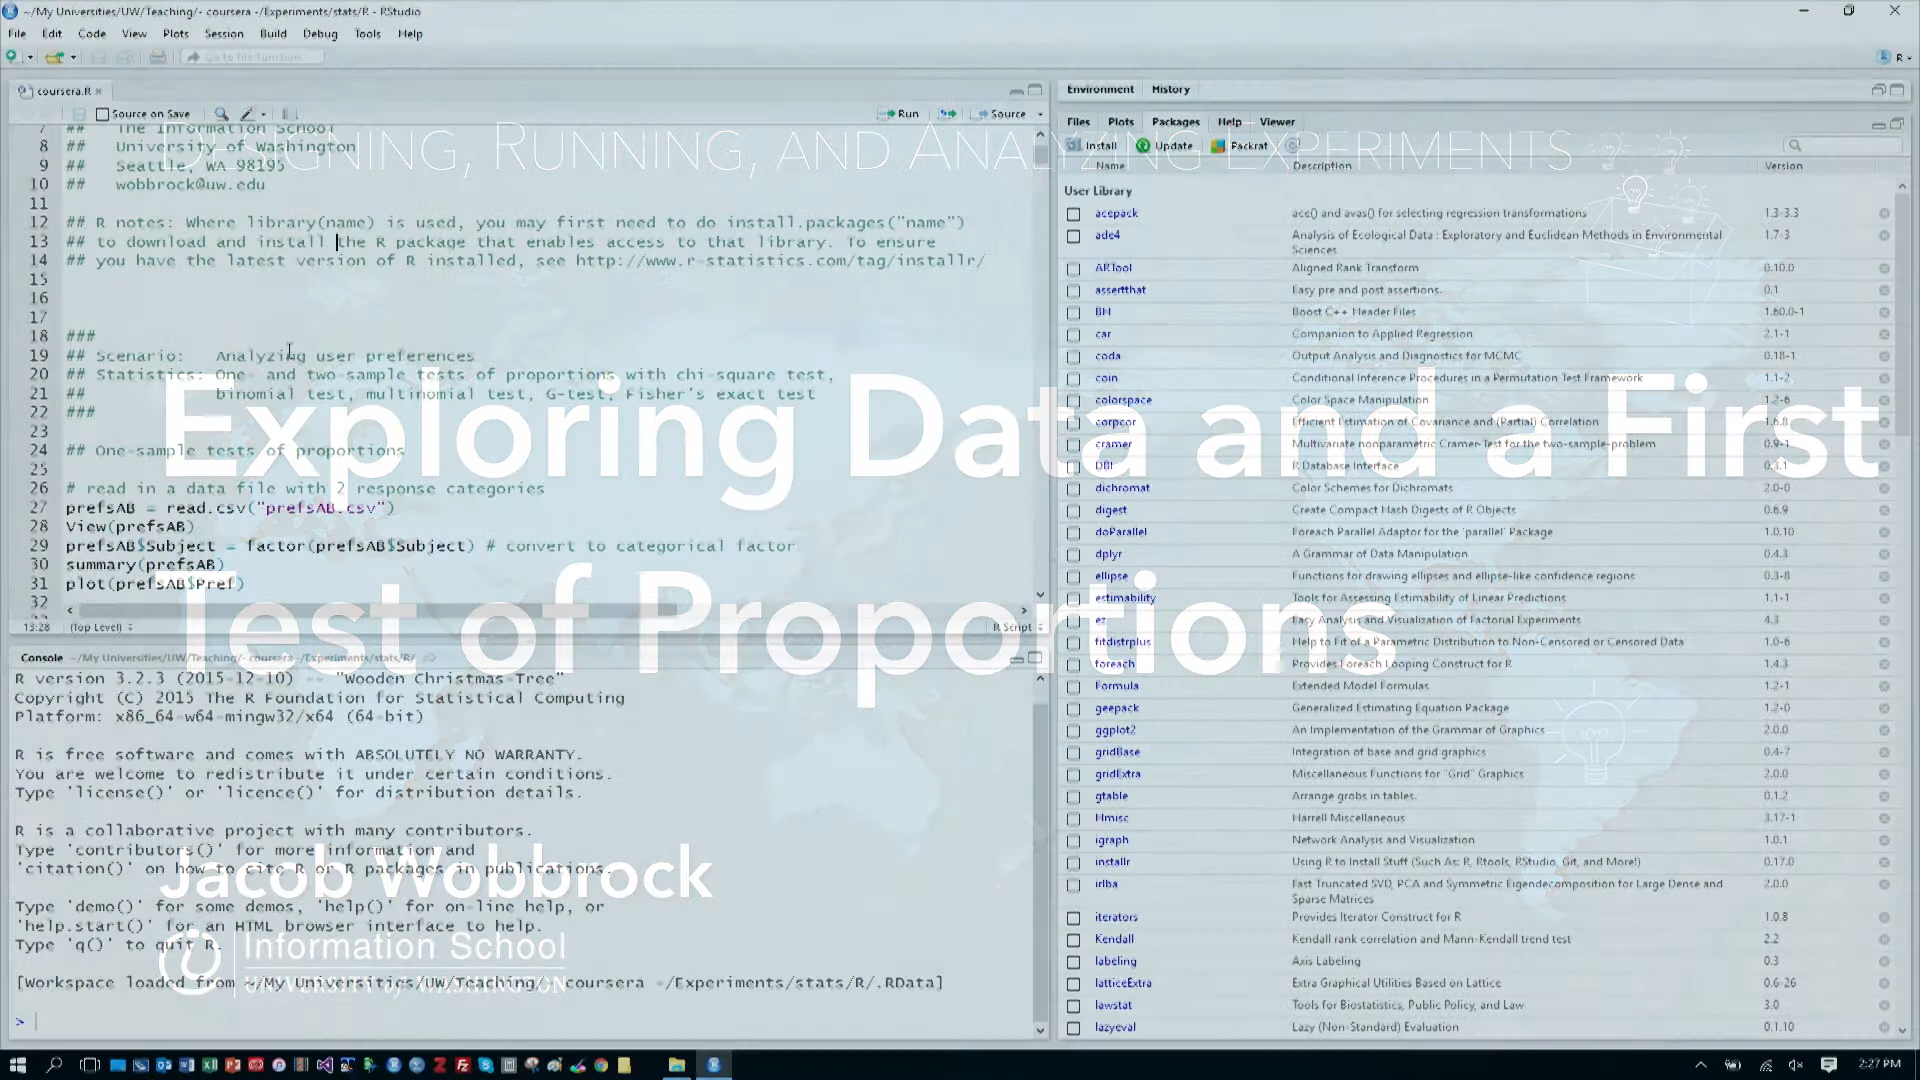 ~/My Universities/UW/Teaching/- coursera -/Experiments/stats/R - RStudio
File Edit Code View Plots Session Build Debug Tools Help
Go to file/function
R
coursera.R
Source on Save
Run
Source
7 ## The Information School
8 ## University of Washington
9 ## Seattle, WA 98195
10 ## wobbrock@uw.edu
11
12 ## R notes: Where library(name) is used, you may first need to do install.packages("name")
13 ## to download and install the R package that enables access to that library. To ensure
14 ## you have the latest version of R installed, see http://www.r-statistics.com/tag/installr/
15
16
17
18 ###
19 ## Scenario: Analyzing user preferences
20 ## Statistics: One- and two-sample tests of proportions with chi-square test,
21 ## binomial test, multinomial test, G-test, Fisher's exact test
22 ###
23
24 ## One-sample tests of proportions
25
26 # read in a data file with 2 response categories
27 prefsAB = read.csv("prefsAB.csv")
28 View(prefsAB)
29 prefsAB$Subject = factor(prefsAB$Subject) # convert to categorical factor
30 summary(prefsAB)
31 plot(prefsAB$Pref)
32
13:28 (Top Level) R Script
Designing, Running, and Analyzing Experiments
Exploring Data and a First
Test of Proportions
Jacob Wobbrock
Information School
UNIVERSITY of WASHINGTON
Console ~/My Universities/UW/Teaching/- coursera -/Experiments/stats/R/
R version 3.2.3 (2015-12-10) -- "Wooden Christmas-Tree"
Copyright (C) 2015 The R Foundation for Statistical Computing
Platform: x86_64-w64-mingw32/x64 (64-bit)
R is free software and comes with ABSOLUTELY NO WARRANTY.
You are welcome to redistribute it under certain conditions.
Type 'license()' or 'licence()' for distribution details.
R is a collaborative project with many contributors.
Type 'contributors()' for more information and
'citation()' on how to cite R or R packages in publications.
Type 'demo()' for some demos, 'help()' for on-line help, or
'help.start()' for an HTML browser interface to help.
Type 'q()' to quit R.
[Workspace loaded from ~/My Universities/UW/Teaching/- coursera -/Experiments/stats/R/.RData]
>
Environment History
Files Plots Packages Help Viewer
Install Update Packrat
Name Description Version
User Library
acepack ace() and avas() for selecting regression transformations 1.3-3.3
ade4 Analysis of Ecological Data : Exploratory and Euclidean Methods in Environmental Sciences 1.7-3
ARTool Aligned Rank Transform 0.10.0
assertthat Easy pre and post assertions. 0.1
BH Boost C++ Header Files 1.60.0-1
car Companion to Applied Regression 2.1-1
coda Output Analysis and Diagnostics for MCMC 0.18-1
coin Conditional Inference Procedures in a Permutation Test Framework 1.1-2
colorspace Color Space Manipulation 1.2-6
corpcor Efficient Estimation of Covariance and (Partial) Correlation 1.6.8
cramer Multivariate nonparametric Cramer-Test for the two-sample-problem 0.9-1
DBI R Database Interface 0.3.1
dichromat Color Schemes for Dichromats 2.0-0
digest Create Compact Hash Digests of R Objects 0.6.9
doParallel Foreach Parallel Adaptor for the 'parallel' Package 1.0.10
dplyr A Grammar of Data Manipulation 0.4.3
ellipse Functions for drawing ellipses and ellipse-like confidence regions 0.3-8
estimability Tools for Assessing Estimability of Linear Predictions 1.1-1
ez Easy Analysis and Visualization of Factorial Experiments 4.3
fitdistrplus Help to Fit of a Parametric Distribution to Non-Censored or Censored Data 1.0-6
foreach Provides Foreach Looping Construct for R 1.4.3
Formula Extended Model Formulas 1.2-1
geepack Generalized Estimating Equation Package 1.2-0
ggplot2 An Implementation of the Grammar of Graphics 2.0.0
gridBase Integration of base and grid graphics 0.4-7
gridExtra Miscellaneous Functions for "Grid" Graphics 2.0.0
gtable Arrange grobs in tables. 0.1.2
Hmisc Harrell Miscellaneous 3.17-1
igraph Network Analysis and Visualization 1.0.1
installr Using R to Install Stuff (Such As: R, Rtools, RStudio, Git, and More!) 0.17.0
irlba Fast Truncated SVD, PCA and Symmetric Eigendecomposition for Large Dense and Sparse Matrices 2.0.0
iterators Provides Iterator Construct for R 1.0.8
Kendall Kendall rank correlation and Mann-Kendall trend test 2.2
labeling Axis Labeling 0.3
latticeExtra Extra Graphical Utilities Based on Lattice 0.6-26
lawstat Tools for Biostatistics, Public Policy, and Law 3.0
lazyeval Lazy (Non-Standard) Evaluation 0.1.10
2:27 PM